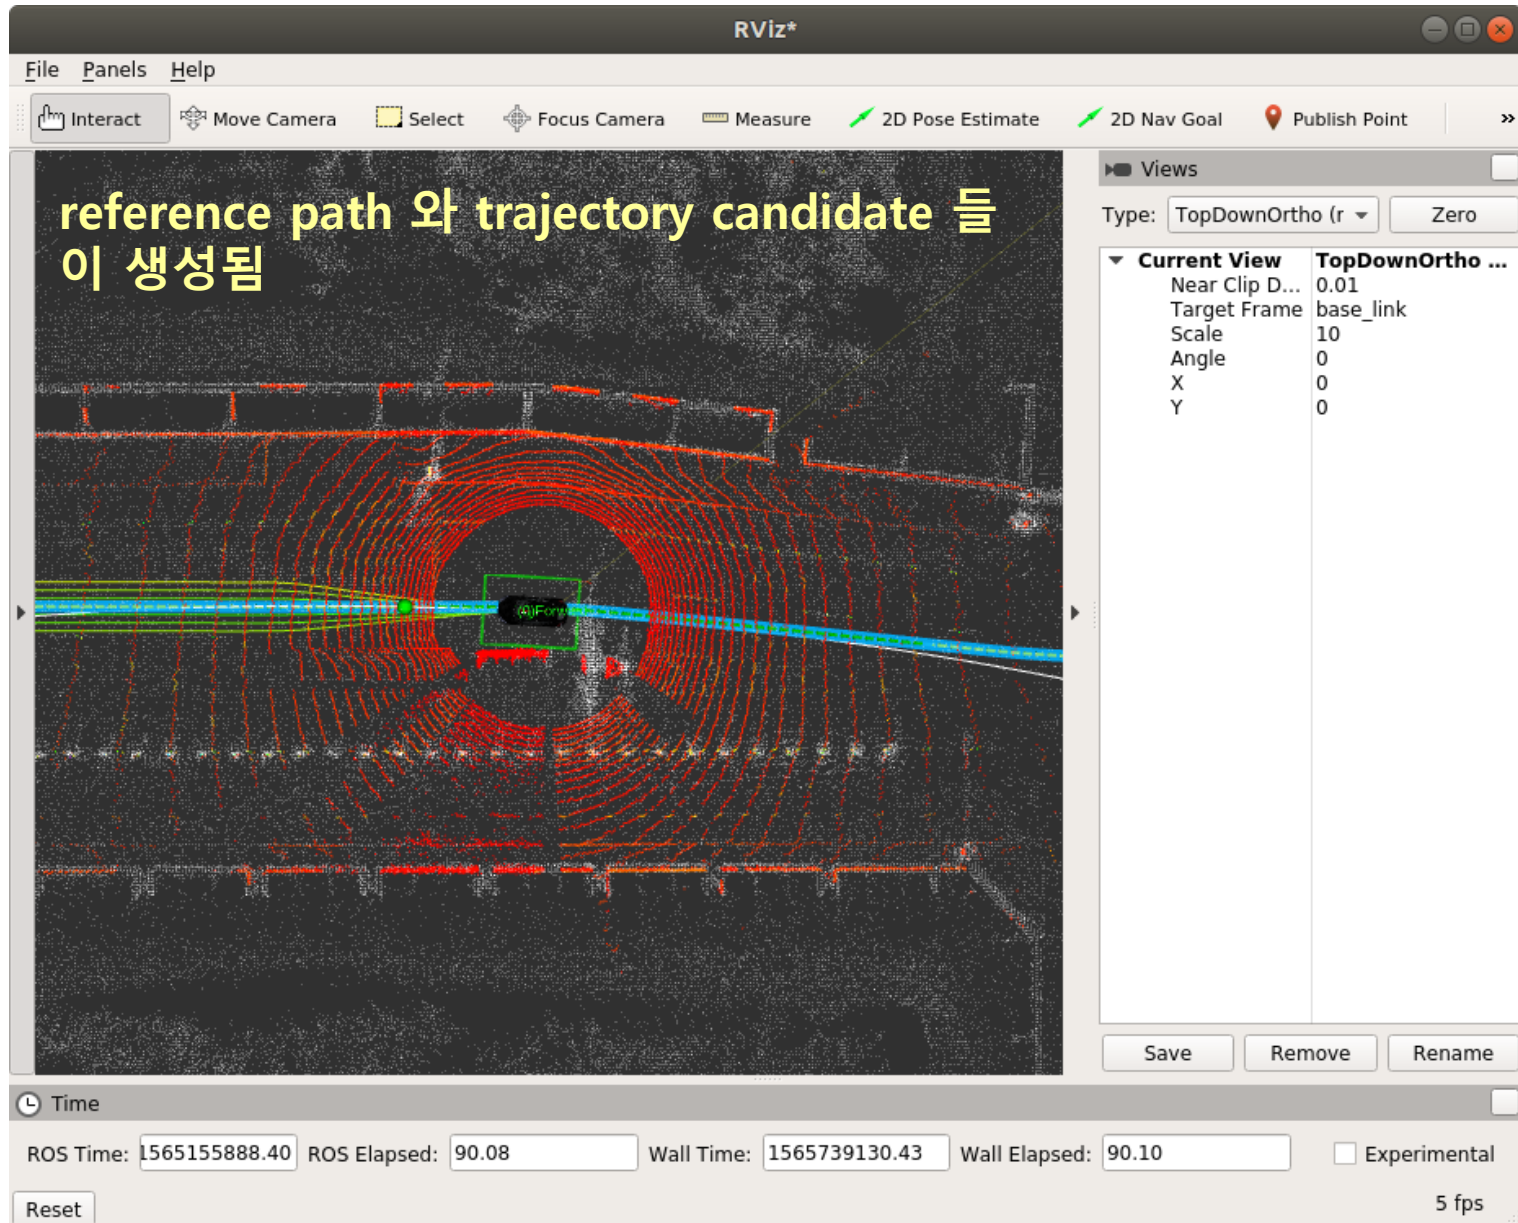 RViz*
File Panels Help
Interact Move Camera Select Focus Camera Measure 2D Pose Estimate 2D Nav Goal Publish Point »
Views
Type: TopDownOrtho (r Zero
reference path 와 trajectory candidate 들
이 생성됨
Current View TopDownOrtho ...
Near Clip D... 0.01
Target Frame base_link
Scale 10
Angle 0
X 0
Y 0
Save Remove Rename
Time
ROS Time: 1565155888.40 ROS Elapsed: 90.08 Wall Time: 1565739130.43 Wall Elapsed: 90.10 Experimental
Reset 5 fps